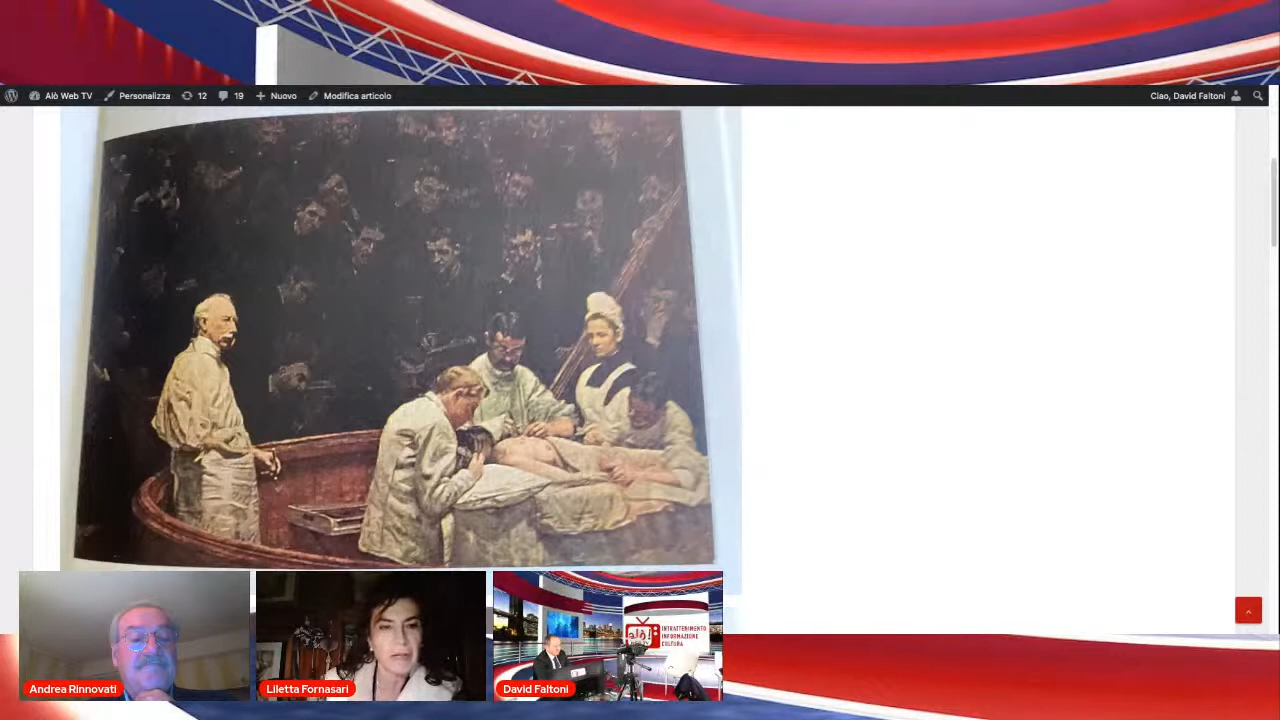 Alò Web TV Personalizza 12 19 Nuovo Modifica articolo Ciao, David Faltoni
alò!
INTRATTENIMENTO
INFORMAZIONE
CULTURA
Andrea Rinnovati Liletta Fornasari David Faltoni